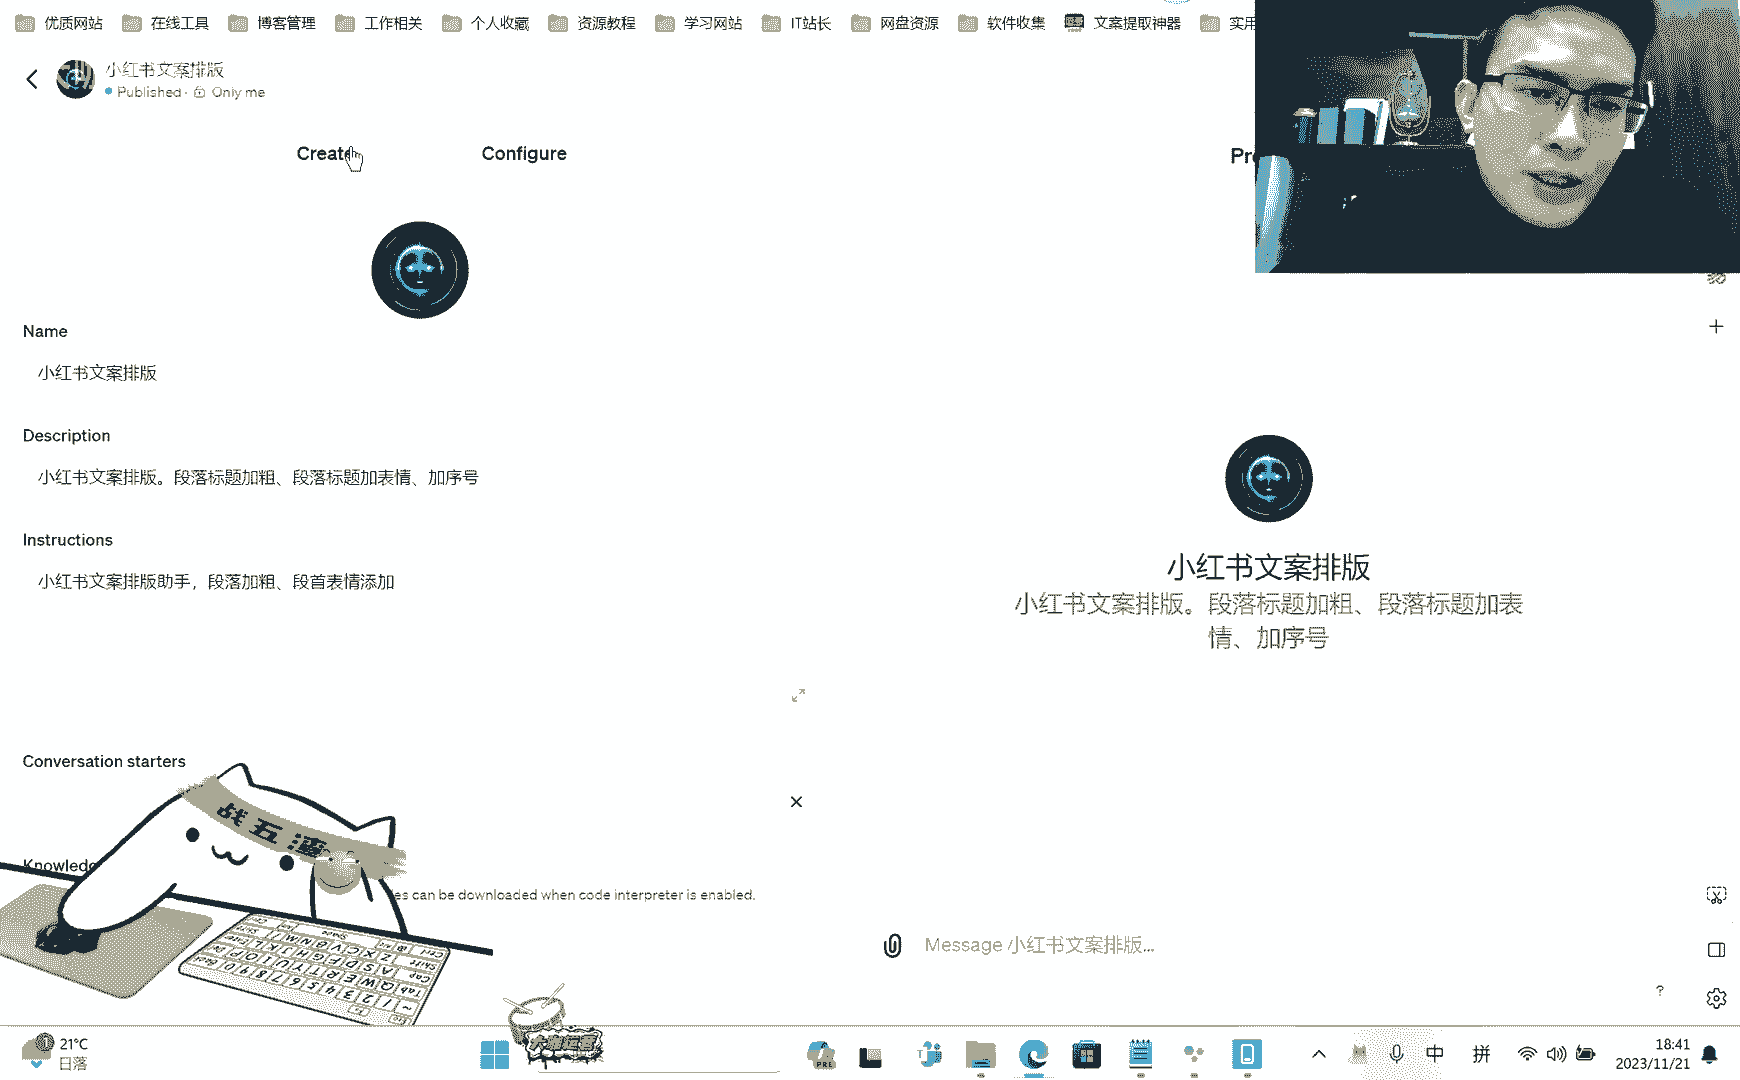 优质网站 在线工具 博客管理 工作相关 个人收藏 资源教程 学习网站 IT站长 网盘资源 软件收集 文案提取神器 实用
小红书文案排版
Published · Only me
Create Configure
Name
小红书文案排版
Description
小红书文案排版。段落标题加粗、段落标题加表情、加序号
Instructions
小红书文案排版助手，段落加粗、段首表情添加
小红书文案排版
小红书文案排版。段落标题加粗、段落标题加表
情、加序号
Conversation starters
战五渣
es can be downloaded when code interpreter is enabled.
Message 小红书文案排版...
21°C
日落
中 拼
18:41
2023/11/21